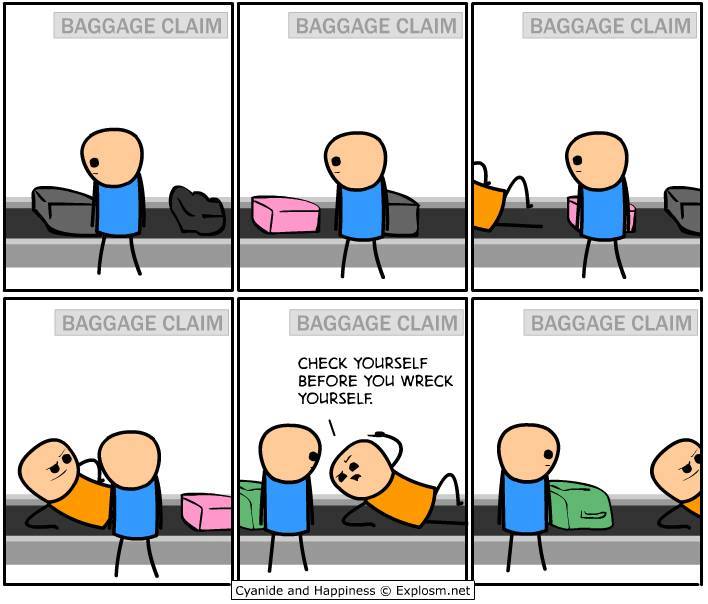 BAGGAGE CLAIM
BAGGAGE CLAIM
BAGGAGE CLAIM
BAGGAGE CLAIM
BAGGAGE CLAIM
CHECK YOURSELF
BEFORE YOU WRECK
YOURSELF.
BAGGAGE CLAIM
Cyanide and Happiness © Explosm.net